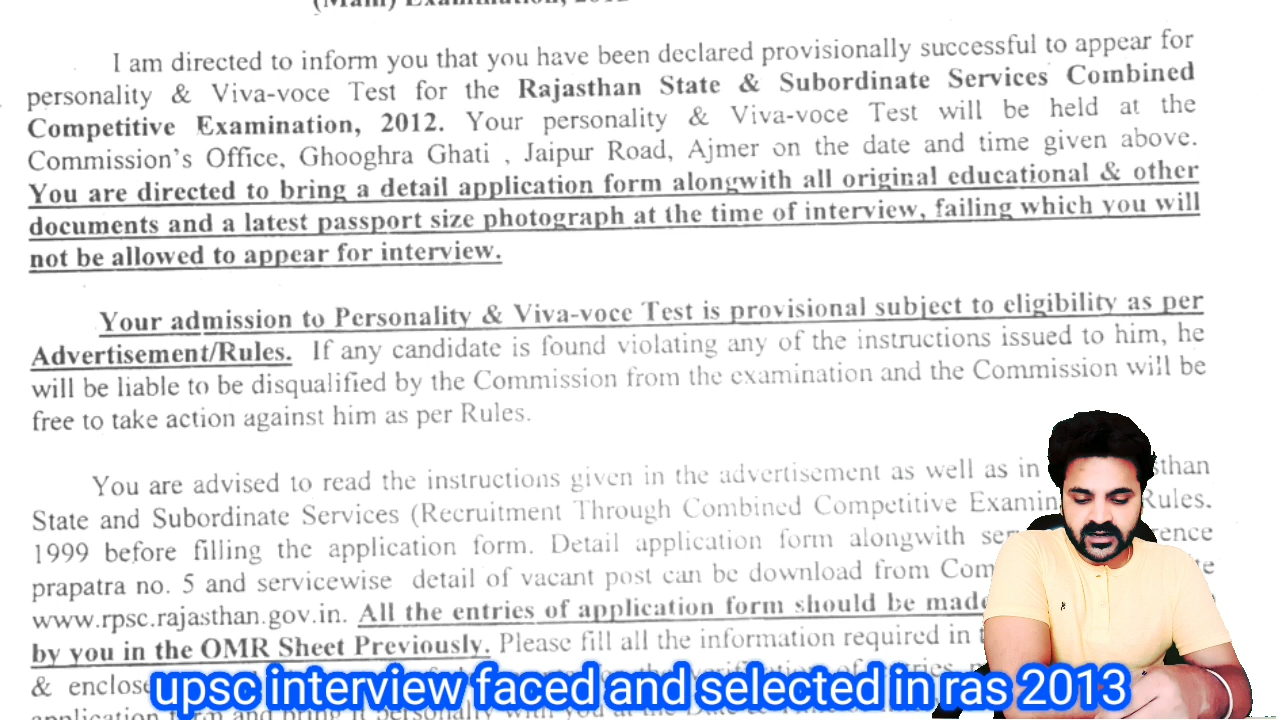 (Main) Examination, 2012
I am directed to inform you that you have been declared provisionally successful to appear for
personality & Viva-voce Test for the Rajasthan State & Subordinate Services Combined
Competitive Examination, 2012. Your personality & Viva-voce Test will be held at the
Commission's Office, Ghooghra Ghati , Jaipur Road, Ajmer on the date and time given above.
You are directed to bring a detail application form alongwith all original educational & other
documents and a latest passport size photograph at the time of interview, failing which you will
not be allowed to appear for interview.
Your admission to Personality & Viva-voce Test is provisional subject to eligibility as per
Advertisement/Rules. If any candidate is found violating any of the instructions issued to him, he
will be liable to be disqualified by the Commission from the examination and the Commission will be
free to take action against him as per Rules.
You are advised to read the instructions given in the advertisement as well as in
State and Subordinate Services (Recruitment Through Combined Competitive Rules.
1999 before filling the application form. Detail application form alongwith
prapatra no. 5 and servicewise detail of vacant post can be download from
www.rpsc.rajasthan.gov.in. All the entries of application form should be made
by you in the OMR Sheet Previously. Please fill all the information required in
&
upsc interview faced and selected in ras 2013